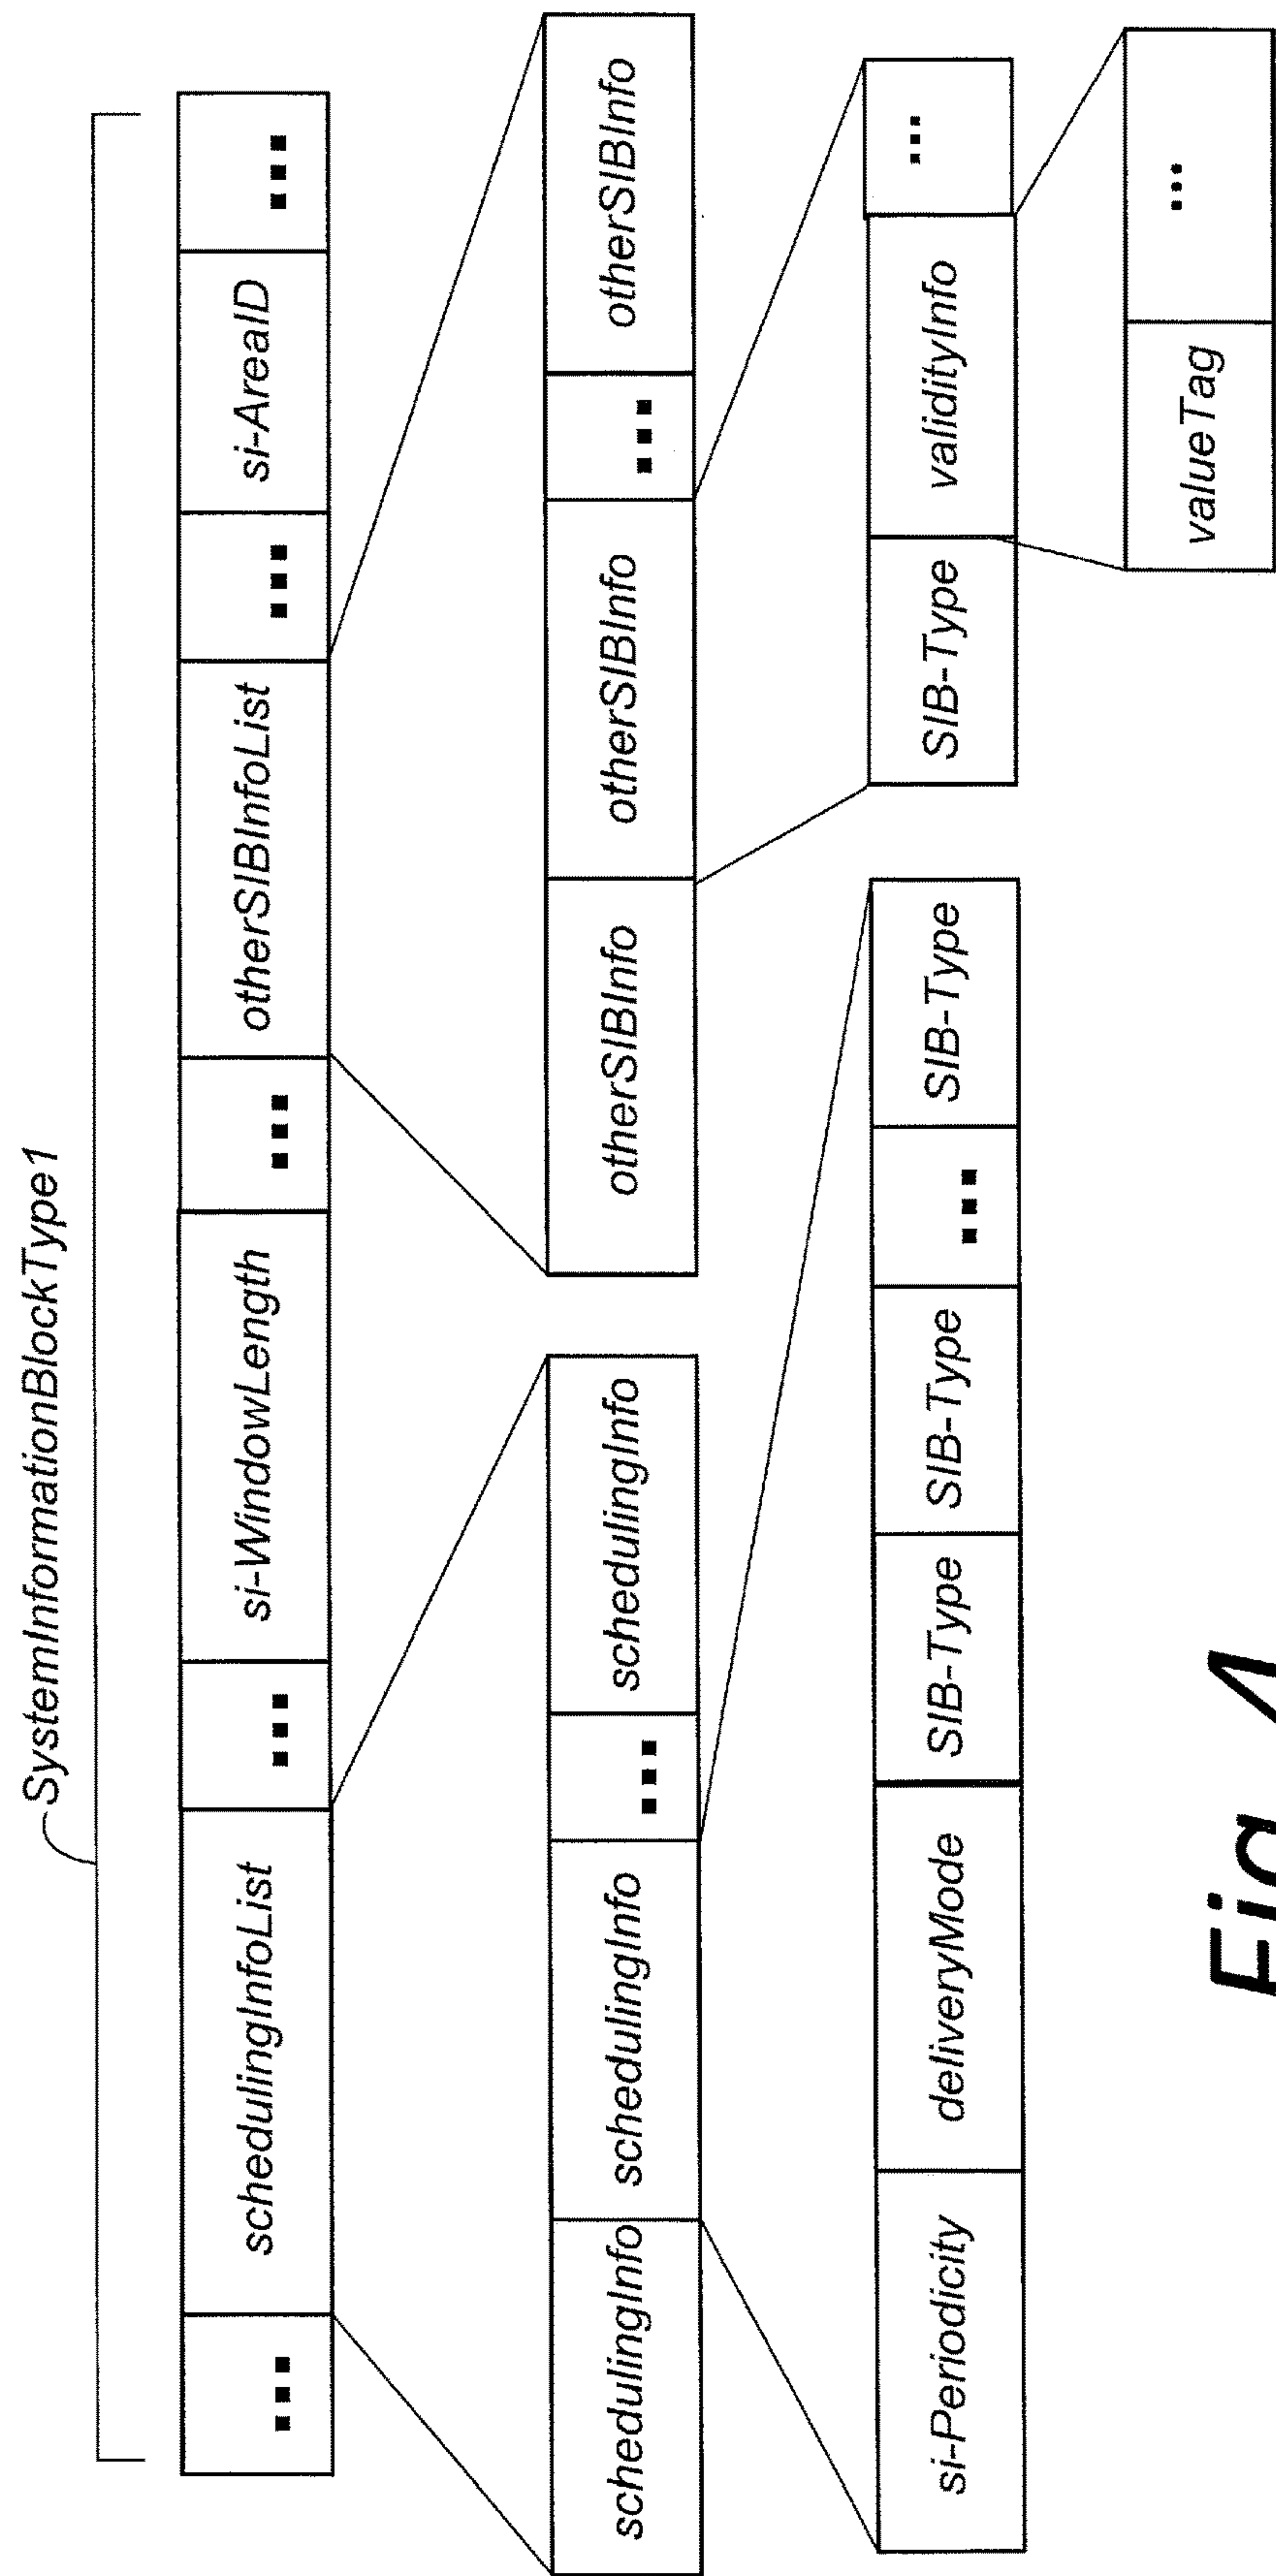 SystemInformationBlockType1
... schedulingInfoList ... si-WindowLength ... otherSIBInfoList ... si-AreaID ...
schedulingInfo schedulingInfo ... schedulingInfo
otherSIBInfo otherSIBInfo ... otherSIBInfo
si-Periodicity deliveryMode SIB-Type SIB-Type ... SIB-Type
SIB-Type validityInfo ...
valueTag ...
Fig. 4